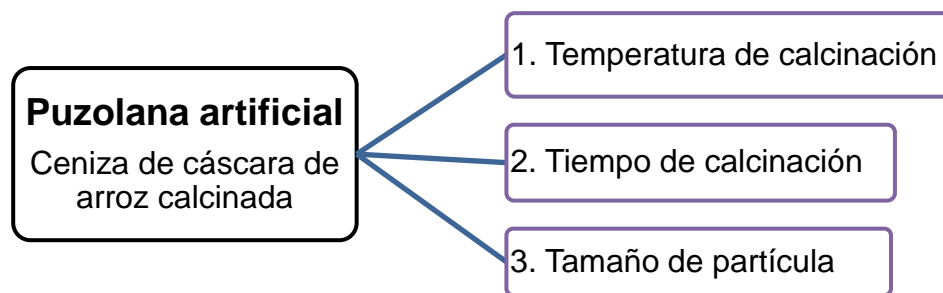 Puzolana artificial
Ceniza de cáscara de
arroz calcinada
1. Temperatura de calcinación
2. Tiempo de calcinación
3. Tamaño de partícula